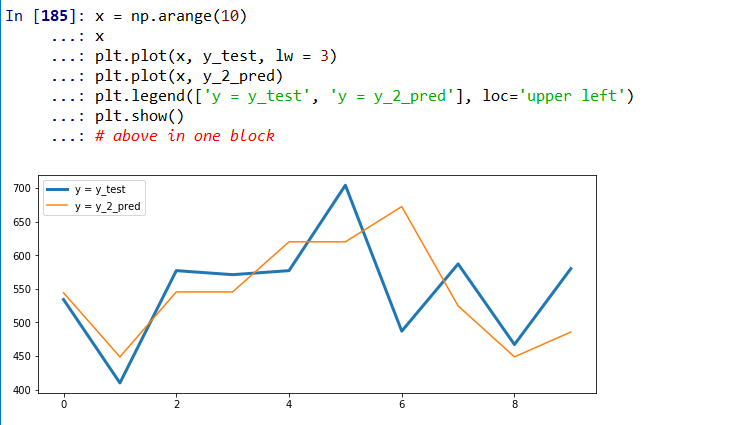 In [185]: x = np.arange(10)
...: x
...: plt.plot(x, y_test, lw = 3)
...: plt.plot(x, y_2_pred)
...: plt.legend(['y = y_test', 'y = y_2_pred'], loc='upper left')
...: plt.show()
...: # above in one block
y = y_test
y = y_2_pred
700
650
600
550
500
450
400
0 2 4 6 8